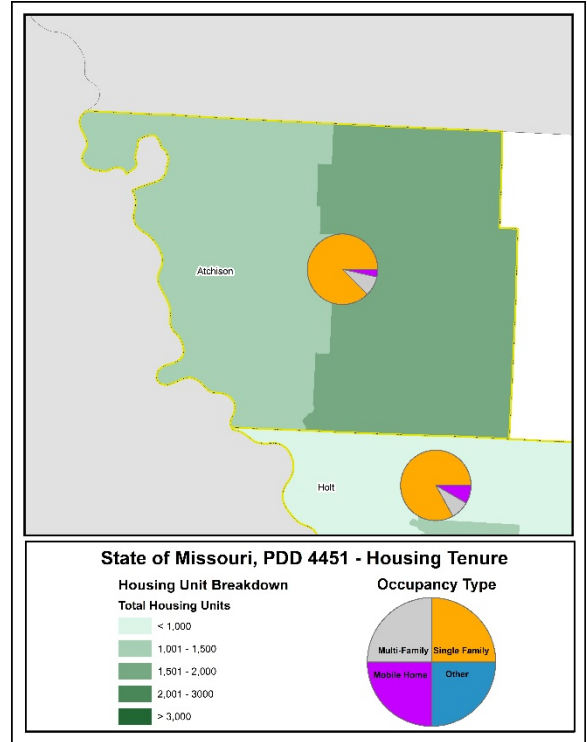 Atchison
Holt
State of Missouri, PDD 4451 - Housing Tenure
Housing Unit Breakdown
Total Housing Units
< 1,000
1,001 - 1,500
1,501 - 2,000
2,001 - 3000
> 3,000
Occupancy Type
Multi-Family Single Family
Mobile Home Other